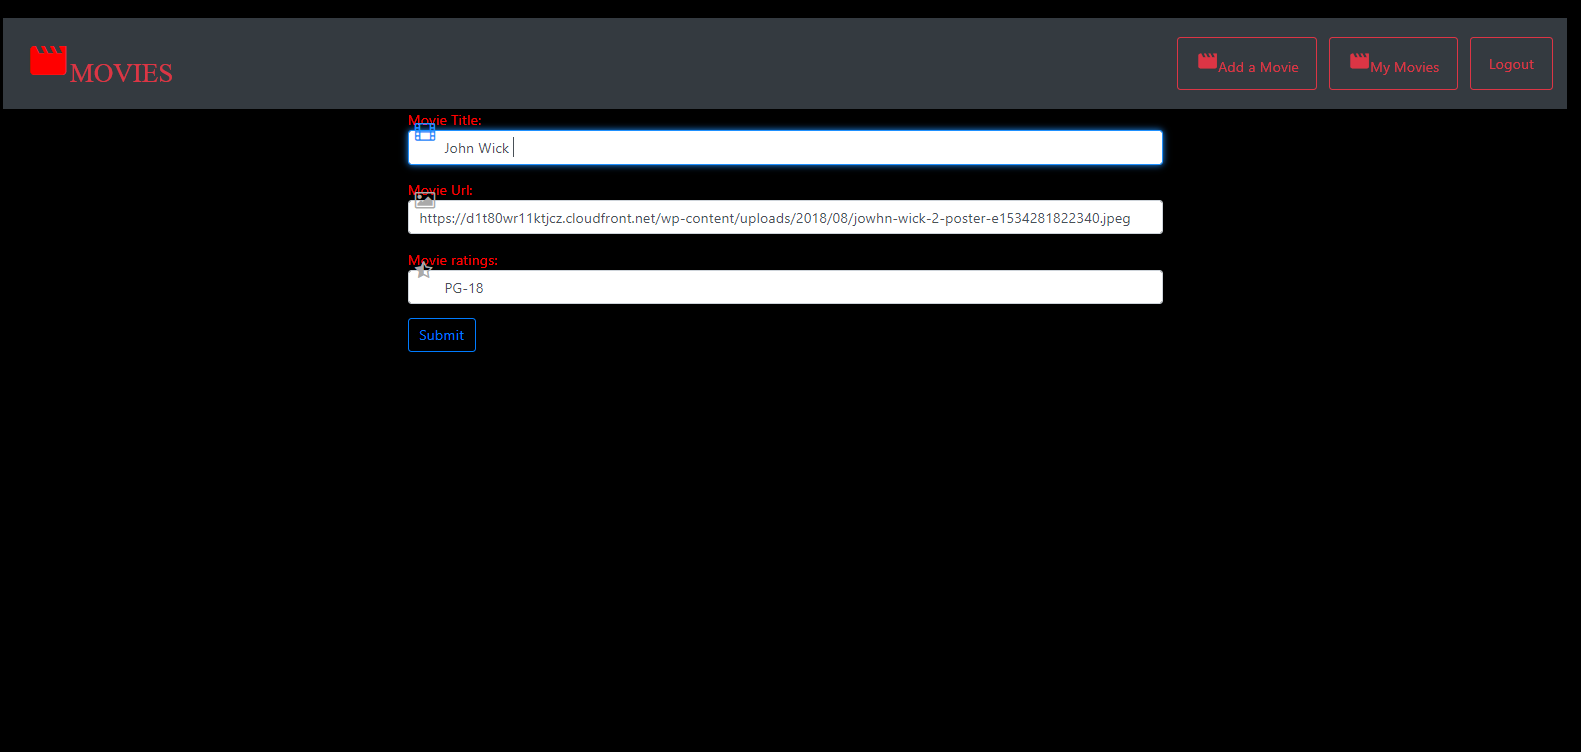 MOVIES
Add a Movie
My Movies
Logout
Movie Title:
John Wick
Movie Url:
https://d1t80wr11ktjcz.cloudfront.net/wp-content/uploads/2018/08/jowhn-wick-2-poster-e1534281822340.jpeg
Movie ratings:
PG-18
Submit